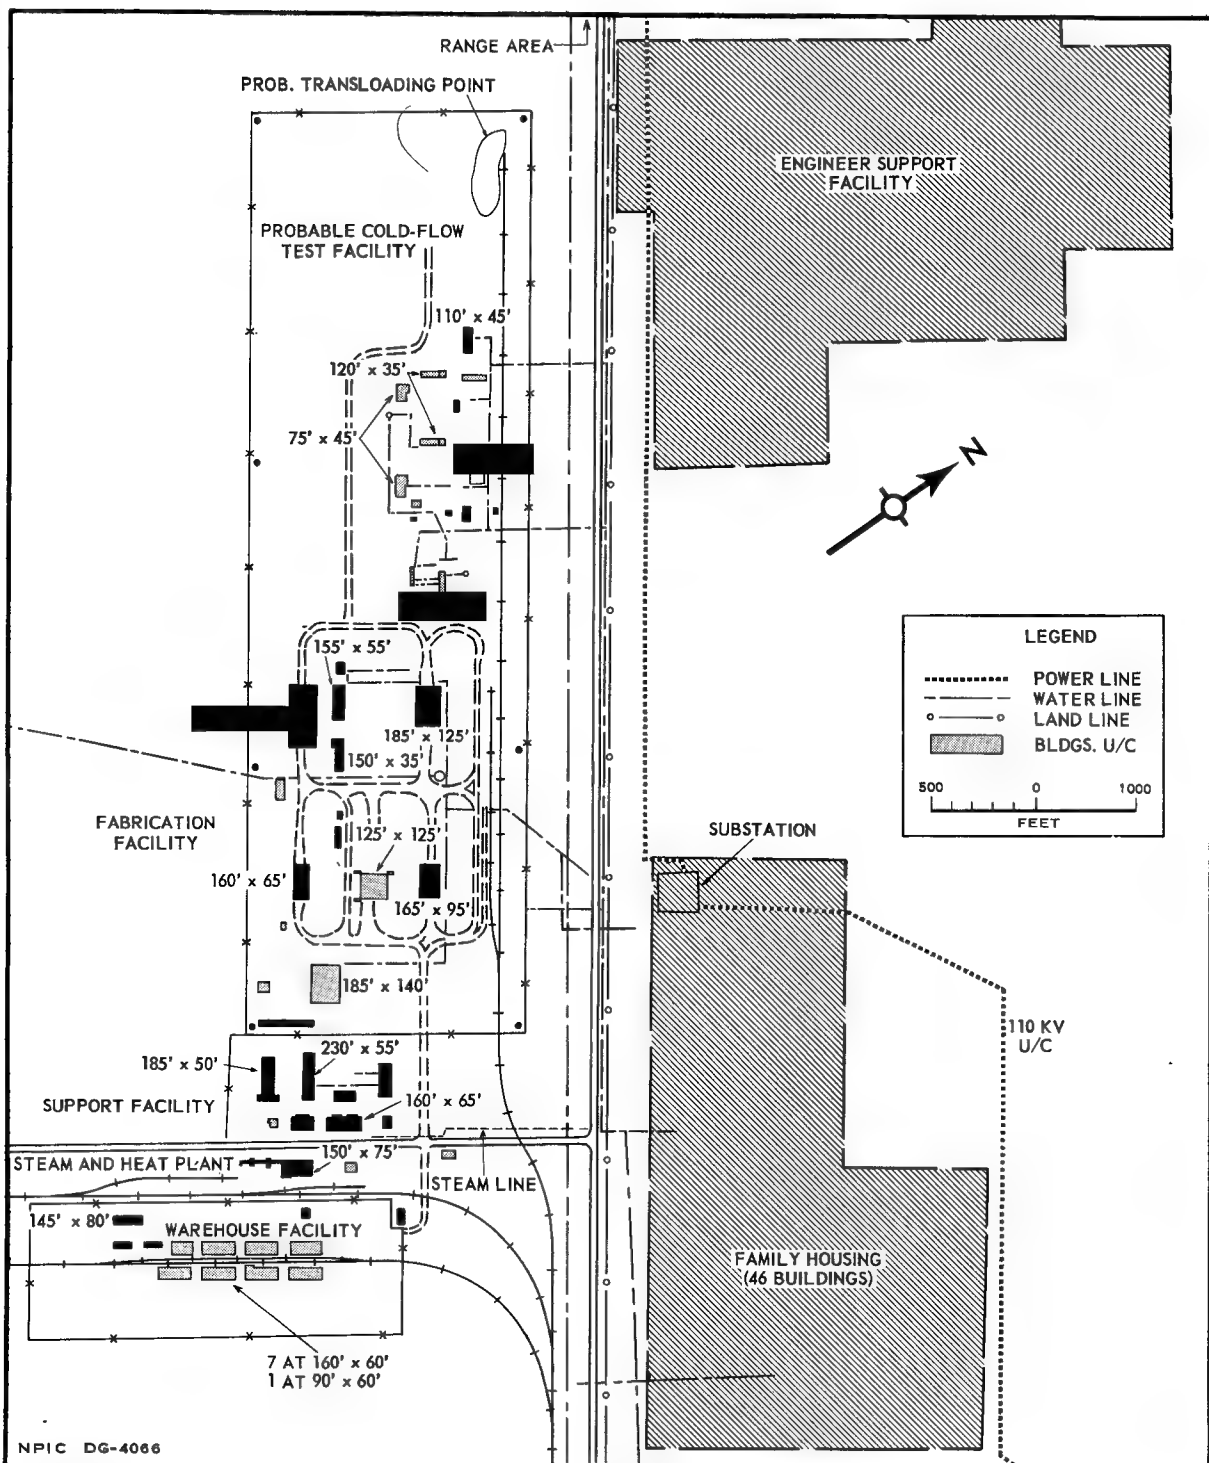 RANGE AREA
PROB. TRANSLOADING POINT
ENGINEER SUPPORT
FACILITY
PROBABLE COLD-FLOW
TEST FACILITY
110' x 45'
120' x 35'
75' x 45'
N
155' x 55'
185' x 125'
150' x 35'
LEGEND
POWER LINE
WATER LINE
LAND LINE
BLDGS. U/C
500 0 1000
FEET
FABRICATION
FACILITY
125' x 125'
SUBSTATION
160' x 65'
165' x 95'
185' x 140'
110 KV
U/C
230' x 55'
185' x 50'
SUPPORT FACILITY
160' x 65'
150' x 75'
STEAM AND HEAT PLANT
STEAM LINE
145' x 80'
WAREHOUSE FACILITY
FAMILY HOUSING
(46 BUILDINGS)
7 AT 160' x 60'
1 AT 90' x 60'
NPIC DG-4066